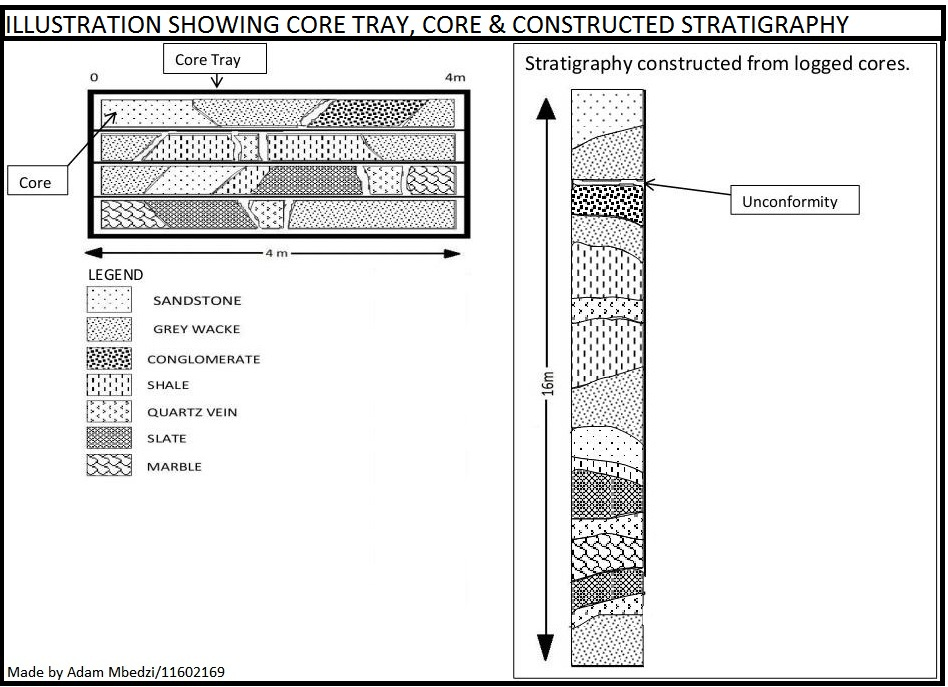 ILLUSTRATION SHOWING CORE TRAY, CORE & CONSTRUCTED STRATIGRAPHY
Core Tray
0
4m
Core
4 m
LEGEND
SANDSTONE
GREY WACKE
CONGLOMERATE
SHALE
QUARTZ VEIN
SLATE
MARBLE
Made by Adam Mbedzi/11602169
Stratigraphy constructed from logged cores.
Unconformity
16m